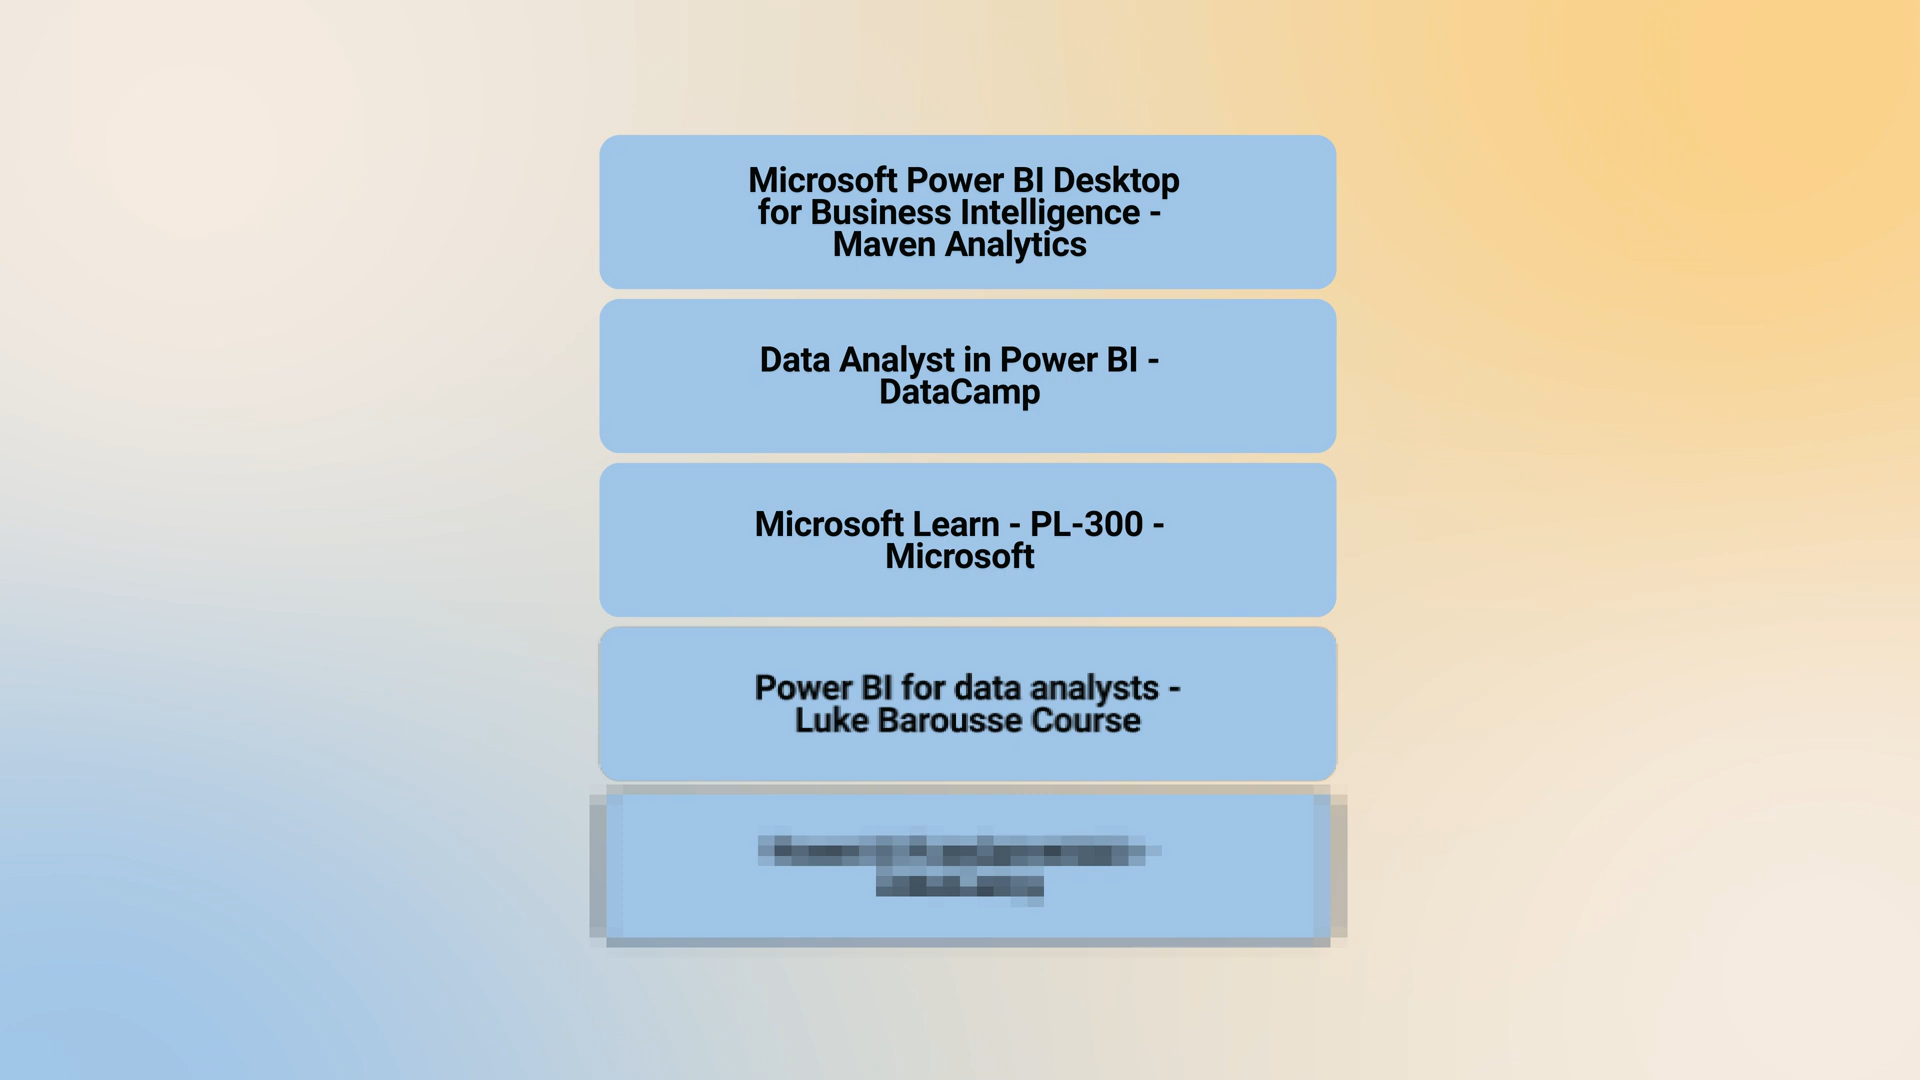 Microsoft Power BI Desktop
for Business Intelligence -
Maven Analytics
Data Analyst in Power BI -
DataCamp
Microsoft Learn - PL-300 -
Microsoft
Power BI for data analysts -
Luke Barousse Course